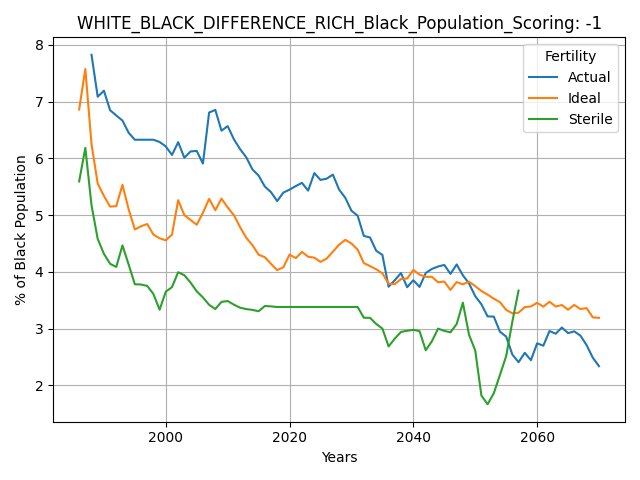 WHITE_BLACK_DIFFERENCE_RICH_Black_Population_Scoring: -1
Fertility
Actual
Ideal
Sterile
8
7
6
5
4
3
2
% of Black Population
2000
2020
2040
2060
Years